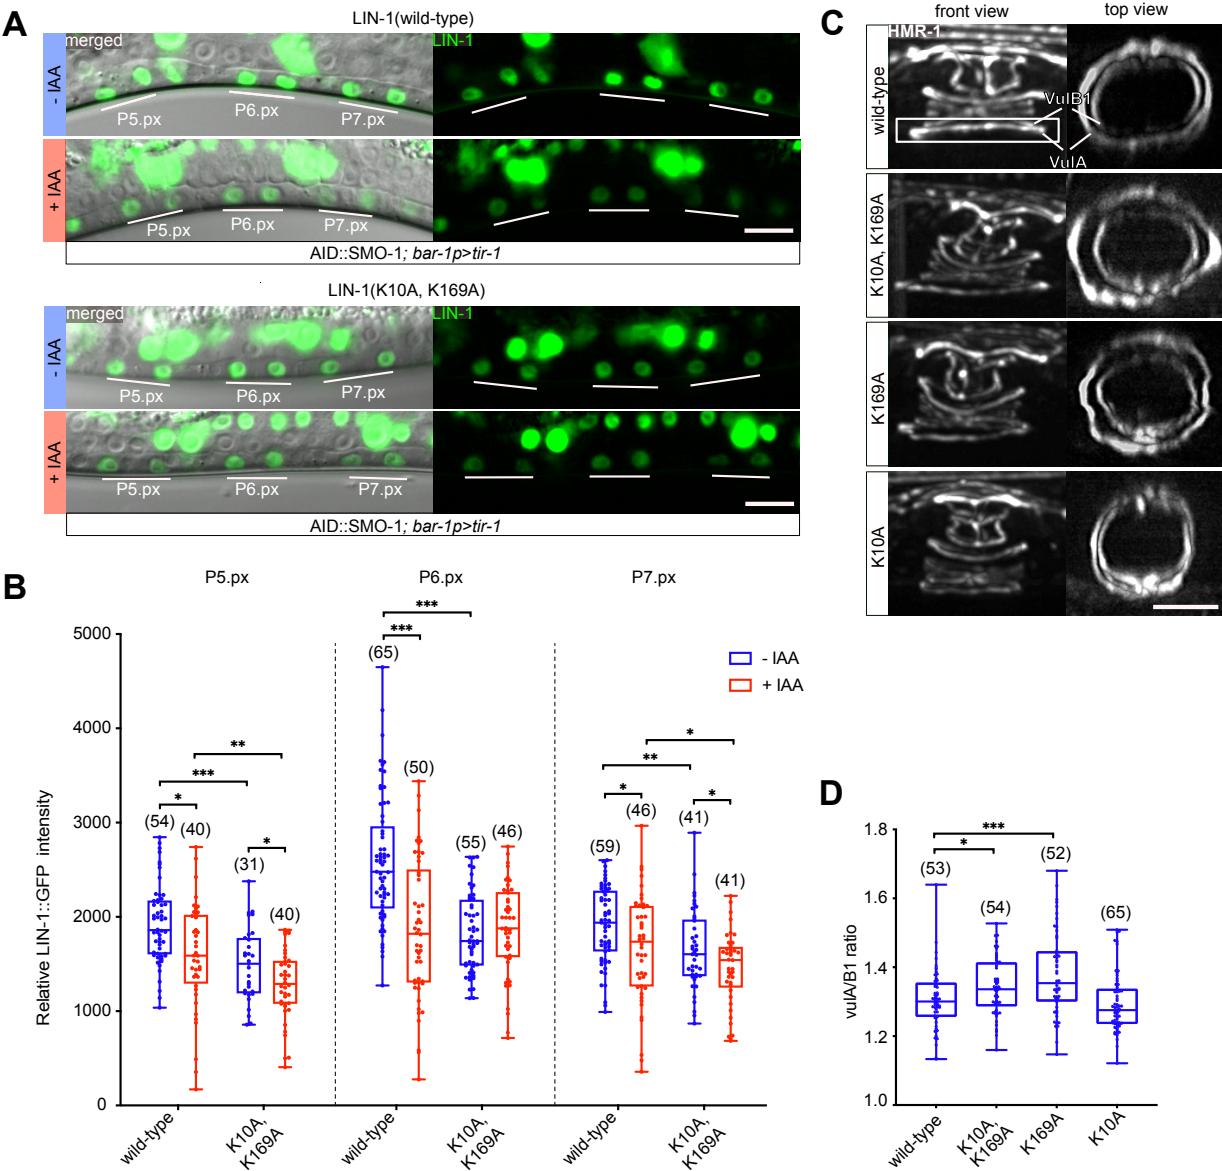 A
LIN-1(wild-type)
merged
LIN-1
- IAA
P5.px
P6.px
P7.px
+ IAA
P5.px
P6.px
P7.px
AID::SMO-1; bar-1p>tir-1
LIN-1(K10A, K169A)
merged
LIN-1
- IAA
P5.px
P6.px
P7.px
+ IAA
P5.px
P6.px
P7.px
AID::SMO-1; bar-1p>tir-1
B
P5.px
P6.px
P7.px
Relative LIN-1::GFP intensity
5000
4000
3000
2000
1000
0
- IAA
+ IAA
(54)
(40)
(31)
(40)
(65)
(50)
(55)
(46)
(59)
(46)
(41)
(41)
*
***
**
*
***
***
*
**
*
*
wild-type
K10A,
K169A
wild-type
K10A,
K169A
wild-type
K10A,
K169A
C
front view
top view
HMR-1
wild-type
VulB1
VulA
K10A, K169A
K169A
K10A
D
vulA/B1 ratio
1.8
1.6
1.4
1.2
1.0
***
*
(53)
(54)
(52)
(65)
wild-type
K10A,
K169A
K169A
K10A